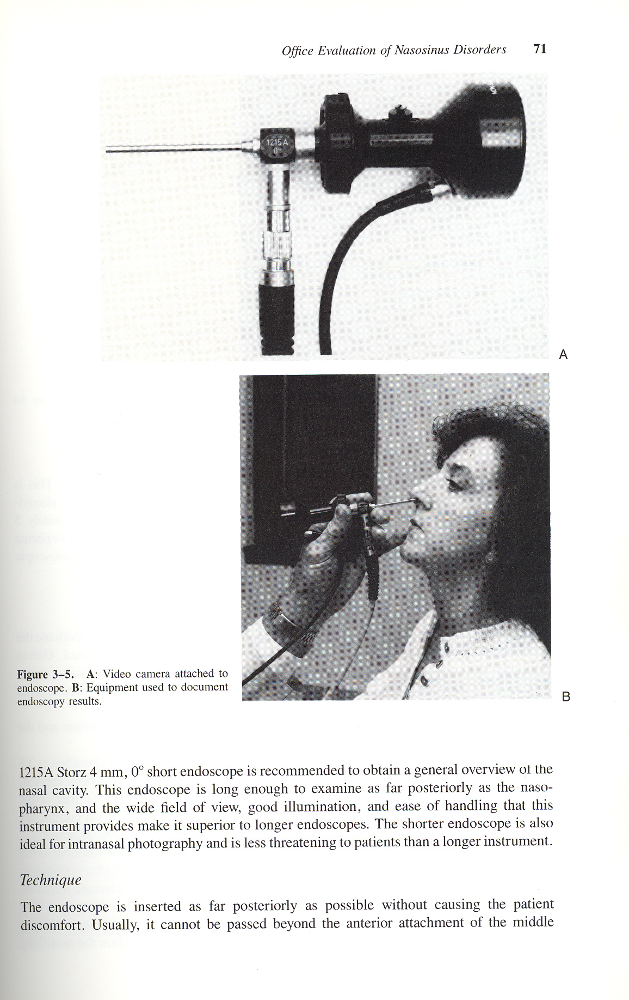 Office Evaluation of Nasosinus Disorders 71
1215 A
0°
A
B
Figure 3–5. A: Video camera attached to
endoscope. B: Equipment used to document
endoscopy results.
1215A Storz 4 mm, 0° short endoscope is recommended to obtain a general overview of the
nasal cavity. This endoscope is long enough to examine as far posteriorly as the naso-
pharynx, and the wide field of view, good illumination, and ease of handling that this
instrument provides make it superior to longer endoscopes. The shorter endoscope is also
ideal for intranasal photography and is less threatening to patients than a longer instrument.
Technique
The endoscope is inserted as far posteriorly as possible without causing the patient
discomfort. Usually, it cannot be passed beyond the anterior attachment of the middle